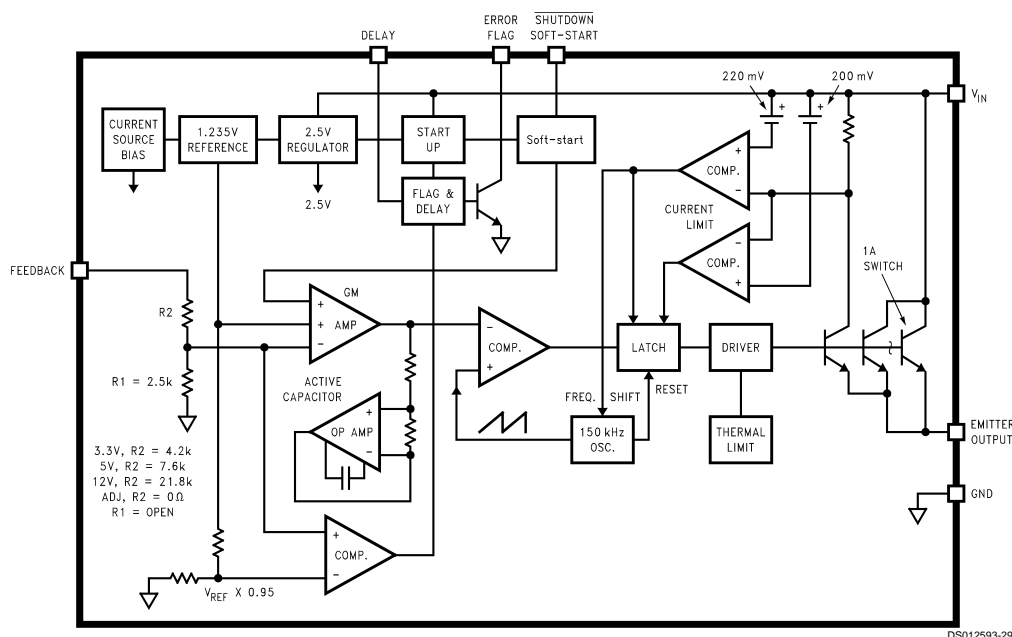 DELAY
ERROR
FLAG
SHUTDOWN
SOFT-START
220 mV
200 mV
+
+
V_IN
CURRENT
SOURCE
BIAS
1.235V
REFERENCE
2.5V
REGULATOR
START
UP
Soft-start
2.5V
FLAG &
DELAY
+
COMP.
−
CURRENT
LIMIT
−
COMP.
+
1A
SWITCH
FEEDBACK
R2
R1 = 2.5k
GM
+
+
AMP
−
−
COMP.
+
LATCH
DRIVER
FREQ.
SHIFT
RESET
ACTIVE
CAPACITOR
+
OP AMP
−
150 kHz
OSC.
THERMAL
LIMIT
EMITTER
OUTPUT
GND
3.3V, R2 = 4.2k
5V, R2 = 7.6k
12V, R2 = 21.8k
ADJ, R2 = 0Ω
R1 = OPEN
+
COMP.
−
V_REF X 0.95
DS012593-29